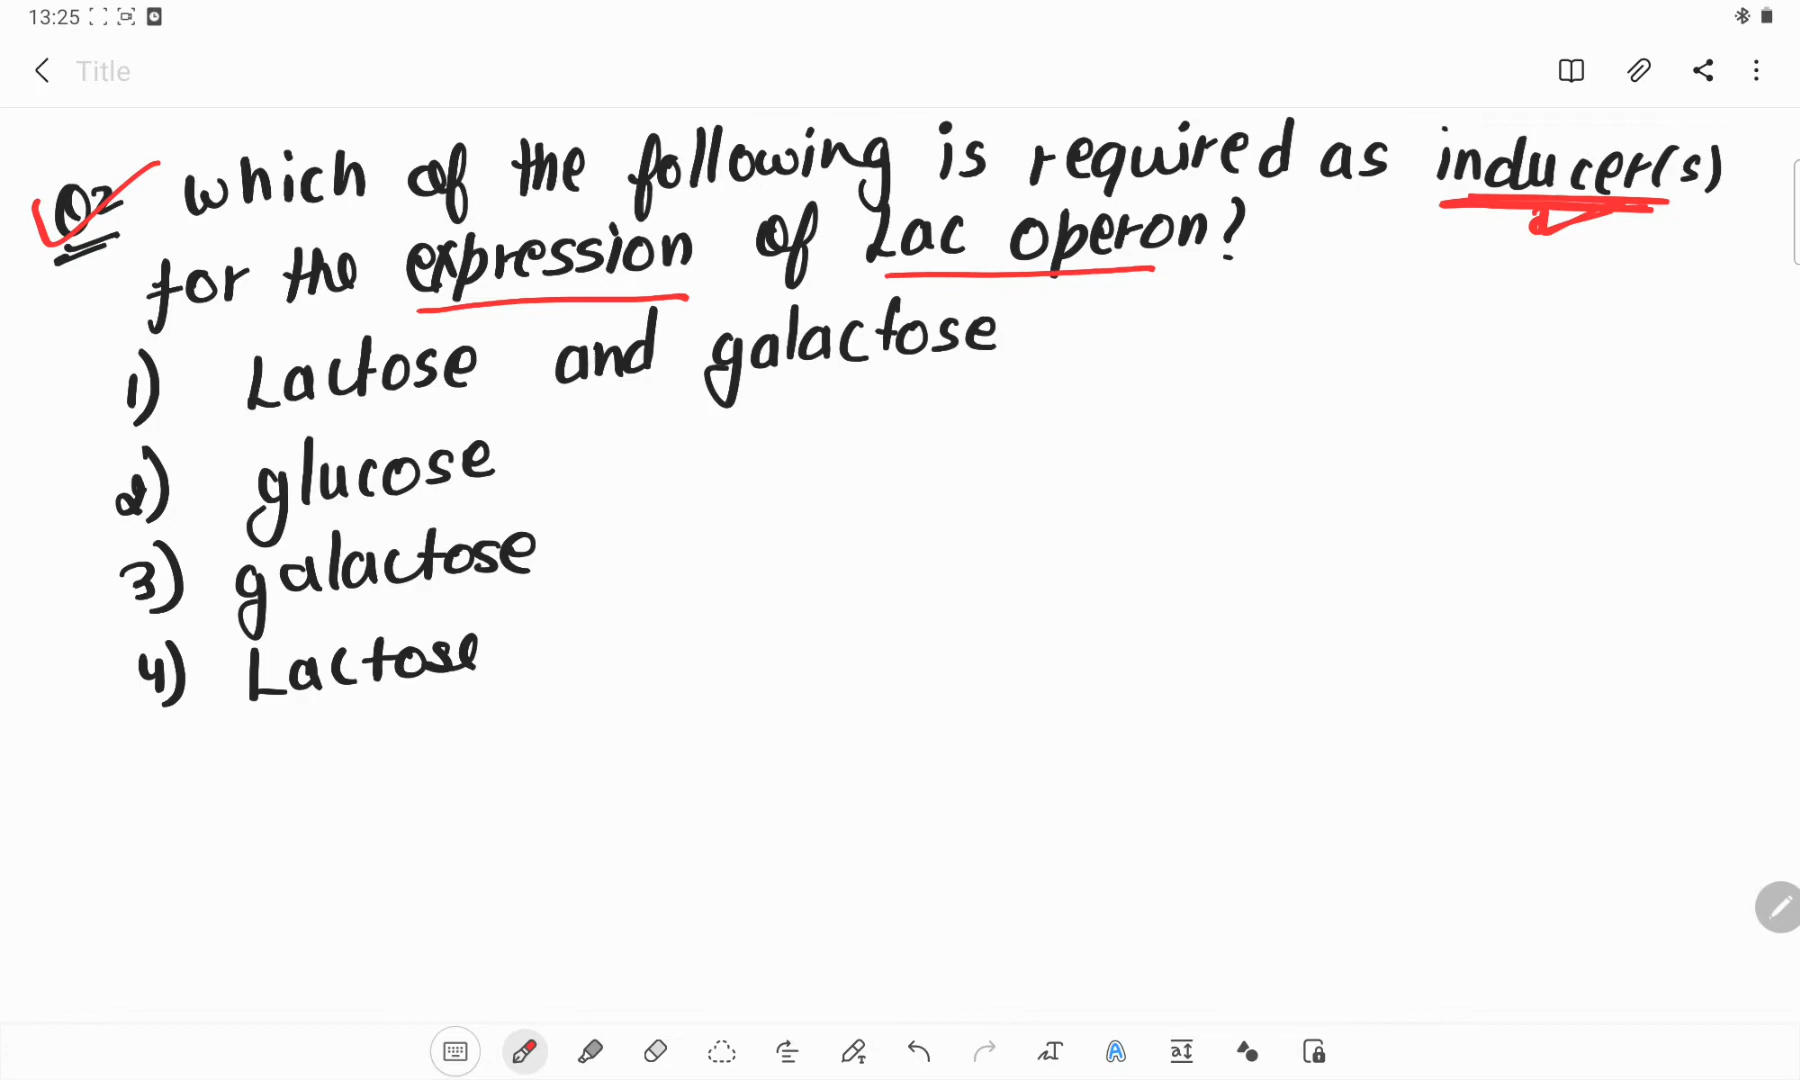 13:25
Title
Q= which of the following is required as inducer(s)
for the expression of Lac operon?
1) Lactose and galactose
2) glucose
3) galactose
4) Lactose